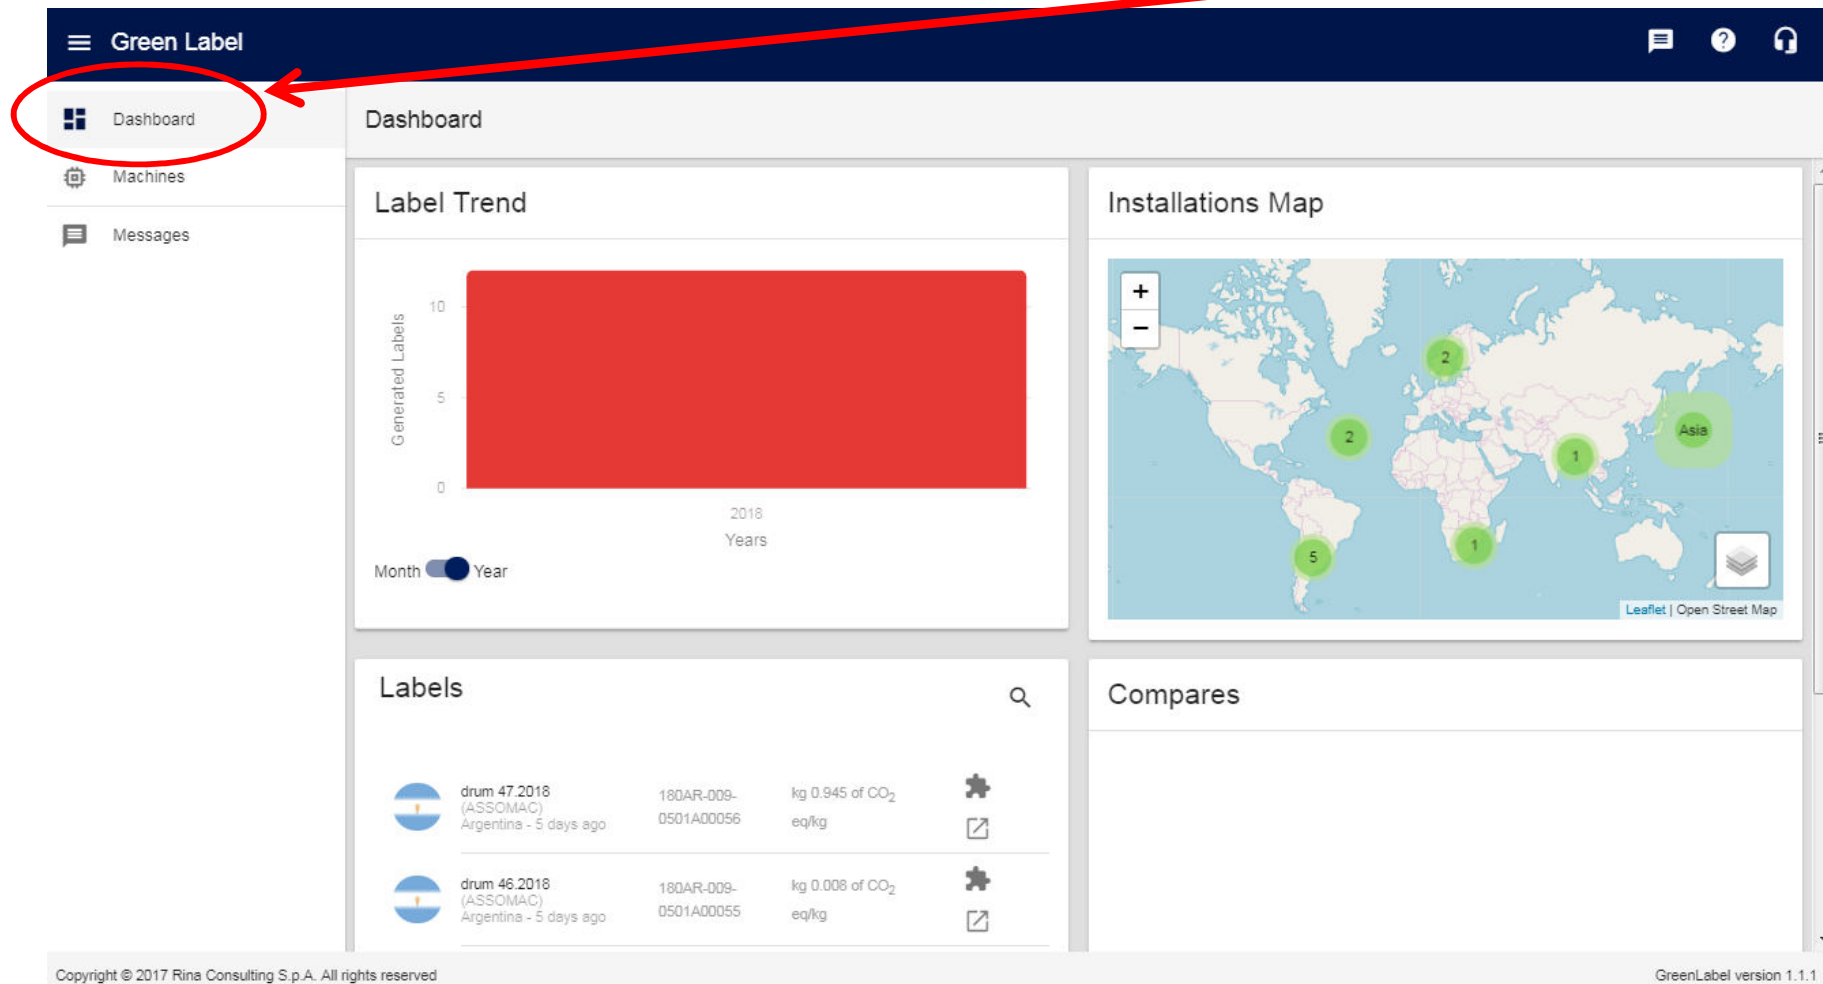 Green Label
Dashboard
Machines
Messages
Dashboard
Label Trend
Generated Labels
10
5
0
2018
Years
Month
Year
Installations Map
+
−
2
2
Asia
1
1
5
Leaflet | Open Street Map
Labels
drum 47.2018
(ASSOMAC)
Argentina - 5 days ago
180AR-009-
0501A00056
kg 0.945 of CO2
eq/kg
drum 46.2018
(ASSOMAC)
Argentina - 5 days ago
180AR-009-
0501A00055
kg 0.008 of CO2
eq/kg
Compares
Copyright © 2017 Rina Consulting S.p.A. All rights reserved
GreenLabel version 1.1.1